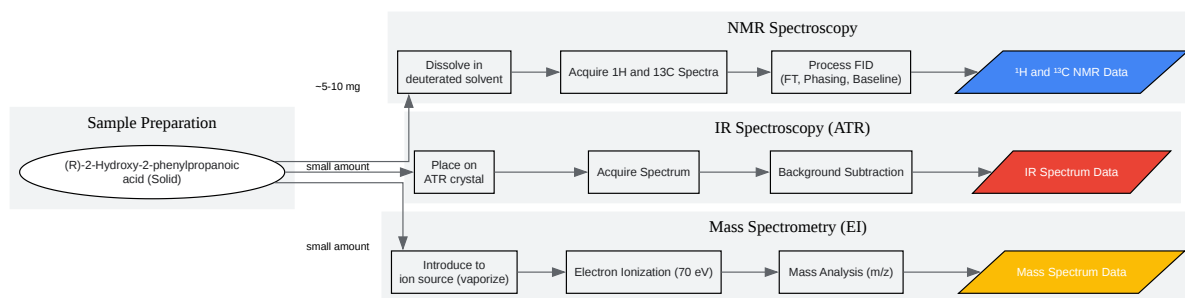 NMR Spectroscopy
Dissolve in
deuterated solvent
Acquire 1H and 13C Spectra
Process FID
(FT, Phasing, Baseline)
¹H and ¹³C NMR Data
~5-10 mg
Sample Preparation
(R)-2-Hydroxy-2-phenylpropanoic
acid (Solid)
small amount
IR Spectroscopy (ATR)
Place on
ATR crystal
Acquire Spectrum
Background Subtraction
IR Spectrum Data
small amount
Mass Spectrometry (EI)
Introduce to
ion source (vaporize)
Electron Ionization (70 eV)
Mass Analysis (m/z)
Mass Spectrum Data